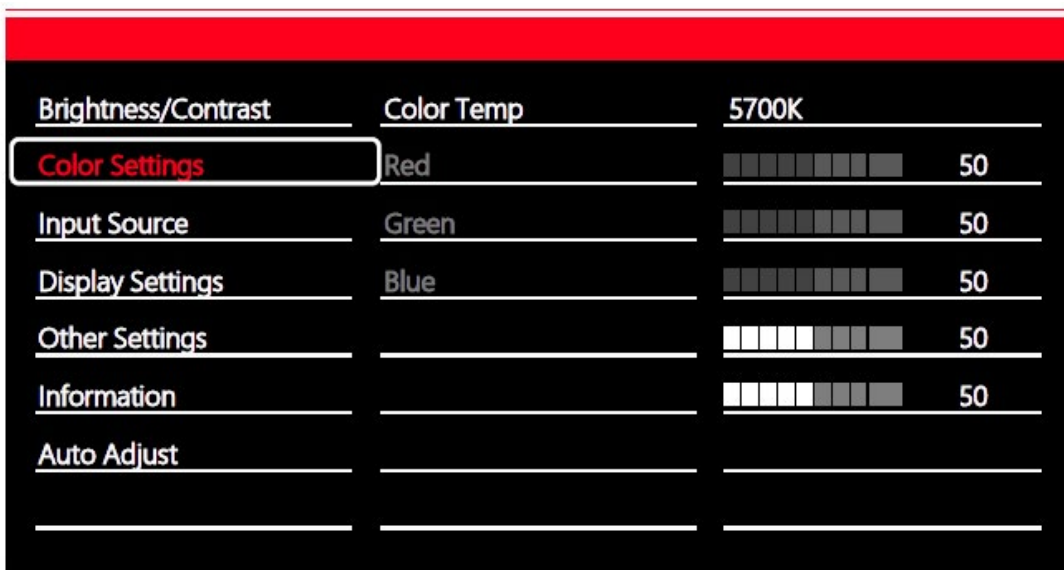 Brightness/Contrast Color Temp 5700K
Color Settings Red 50
Input Source Green 50
Display Settings Blue 50
Other Settings 50
Information 50
Auto Adjust